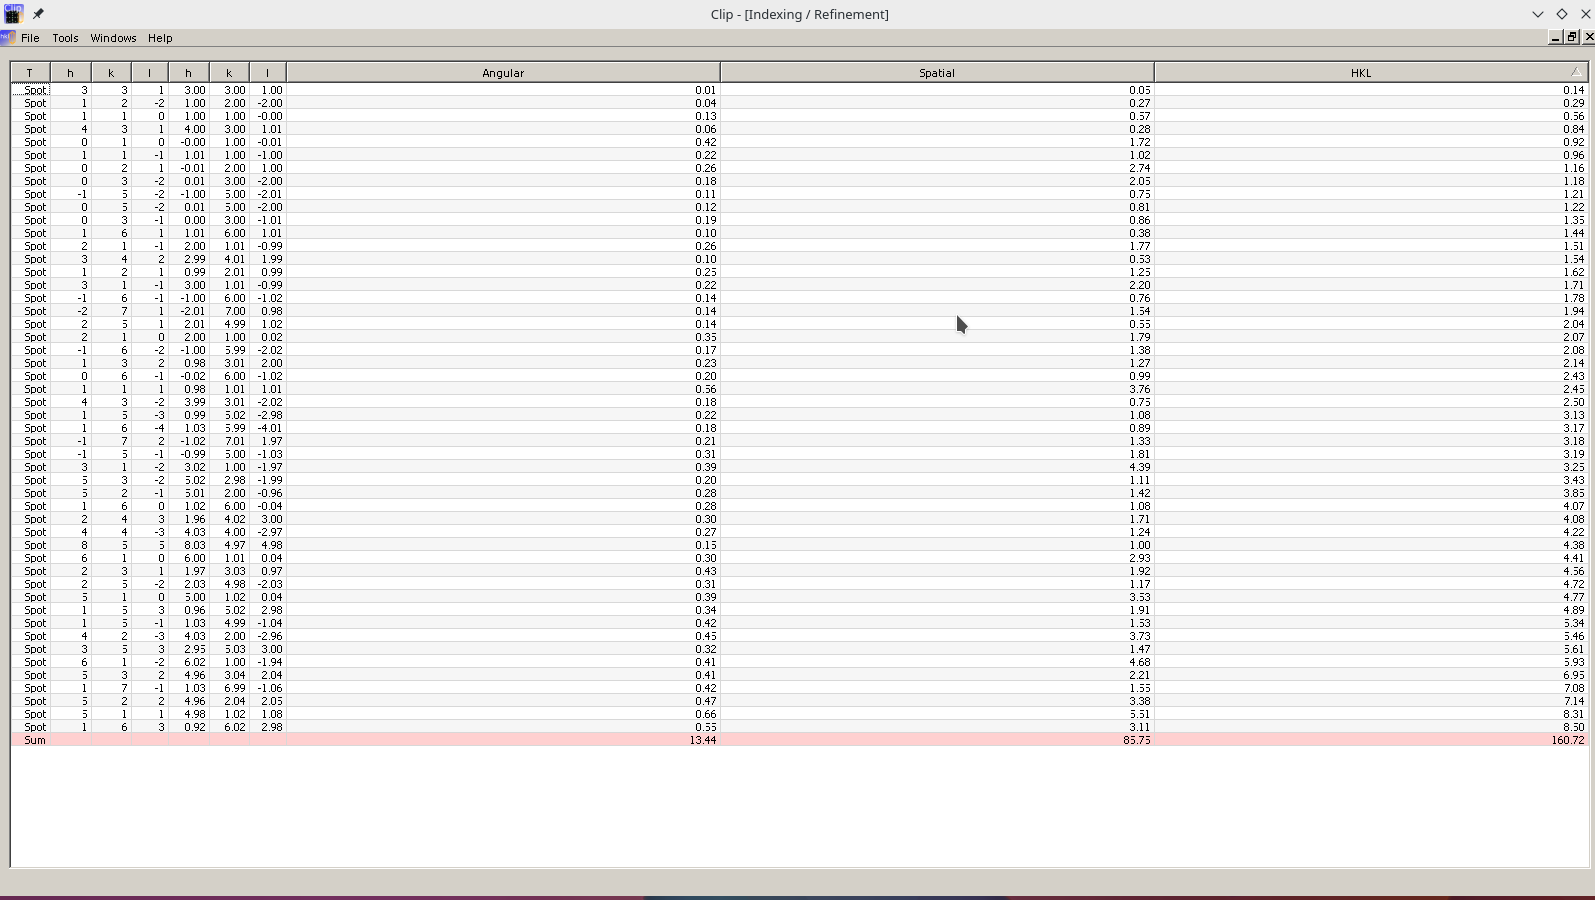 Clip - [Indexing / Refinement]
File Tools Windows Help
T h k l h k l Angular Spatial HKL
Spot 3 3 1 3.00 3.00 1.00 0.01 0.05 0.14
Spot 1 2 -2 1.00 2.00 -2.00 0.04 0.27 0.29
Spot 1 1 0 1.00 1.00 -0.00 0.13 0.57 0.56
Spot 4 3 1 4.00 3.00 1.01 0.06 0.28 0.84
Spot 0 1 0 -0.00 1.00 -0.01 0.42 1.72 0.92
Spot 1 1 -1 1.01 1.00 -1.00 0.22 1.02 0.96
Spot 0 2 1 -0.01 2.00 1.00 0.26 2.74 1.16
Spot 0 3 -2 0.01 3.00 -2.00 0.18 2.05 1.18
Spot -1 5 -2 -1.00 5.00 -2.01 0.11 0.75 1.21
Spot 0 5 -2 0.01 5.00 -2.00 0.12 0.81 1.22
Spot 0 3 -1 0.00 3.00 -1.01 0.19 0.86 1.35
Spot 1 6 1 1.01 6.00 1.01 0.10 0.38 1.44
Spot 2 1 -1 2.00 1.01 -0.99 0.26 1.77 1.51
Spot 3 4 2 2.99 4.01 1.99 0.10 0.53 1.54
Spot 1 2 1 0.99 2.01 0.99 0.25 1.25 1.62
Spot 3 1 -1 3.00 1.01 -0.99 0.22 2.20 1.71
Spot -1 6 -1 -1.00 6.00 -1.02 0.14 0.76 1.78
Spot -2 7 1 -2.01 7.00 0.98 0.14 1.54 1.94
Spot 2 5 1 2.01 4.99 1.02 0.14 0.55 2.04
Spot 2 1 0 2.00 1.00 0.02 0.35 1.79 2.07
Spot -1 6 -2 -1.00 5.99 -2.02 0.17 1.38 2.08
Spot 1 3 2 0.98 3.01 2.00 0.23 1.27 2.14
Spot 0 6 -1 -0.02 6.00 -1.02 0.20 0.99 2.43
Spot 1 1 1 0.98 1.01 1.01 0.56 3.76 2.45
Spot 4 3 -2 3.99 3.01 -2.02 0.18 0.75 2.50
Spot 1 5 -3 0.99 5.02 -2.98 0.22 1.08 3.13
Spot 1 6 -4 1.03 5.99 -4.01 0.18 0.89 3.17
Spot -1 7 2 -1.02 7.01 1.97 0.21 1.33 3.18
Spot -1 5 -1 -0.99 5.00 -1.03 0.31 1.81 3.19
Spot 3 1 -2 3.02 1.00 -1.97 0.39 4.39 3.25
Spot 5 3 -2 5.02 2.98 -1.99 0.20 1.11 3.43
Spot 5 2 -1 5.01 2.00 -0.96 0.28 1.42 3.85
Spot 1 6 0 1.02 6.00 -0.04 0.28 1.08 4.07
Spot 2 4 3 1.96 4.02 3.00 0.30 1.71 4.08
Spot 4 4 -3 4.03 4.00 -2.97 0.27 1.24 4.22
Spot 8 5 5 8.03 4.97 4.98 0.15 1.00 4.38
Spot 6 1 0 6.00 1.01 0.04 0.30 2.93 4.41
Spot 2 3 1 1.97 3.03 0.97 0.43 1.92 4.56
Spot 2 5 -2 2.03 4.98 -2.03 0.31 1.17 4.72
Spot 5 1 0 5.00 1.02 0.04 0.39 3.53 4.77
Spot 1 5 3 0.96 5.02 2.98 0.34 1.91 4.89
Spot 1 5 -1 1.03 4.99 -1.04 0.42 1.53 5.34
Spot 4 2 -3 4.03 2.00 -2.96 0.45 3.73 5.46
Spot 3 5 3 2.95 5.03 3.00 0.32 1.47 5.61
Spot 6 1 -2 6.02 1.00 -1.94 0.41 4.68 5.93
Spot 5 3 2 4.96 3.04 2.04 0.41 2.21 6.95
Spot 1 7 -1 1.03 6.99 -1.06 0.42 1.55 7.08
Spot 5 2 2 4.96 2.04 2.05 0.47 3.38 7.14
Spot 5 1 1 4.98 1.02 1.08 0.66 5.51 8.31
Spot 1 6 3 0.92 6.02 2.98 0.55 3.11 8.50
Sum 13.44 85.75 160.72